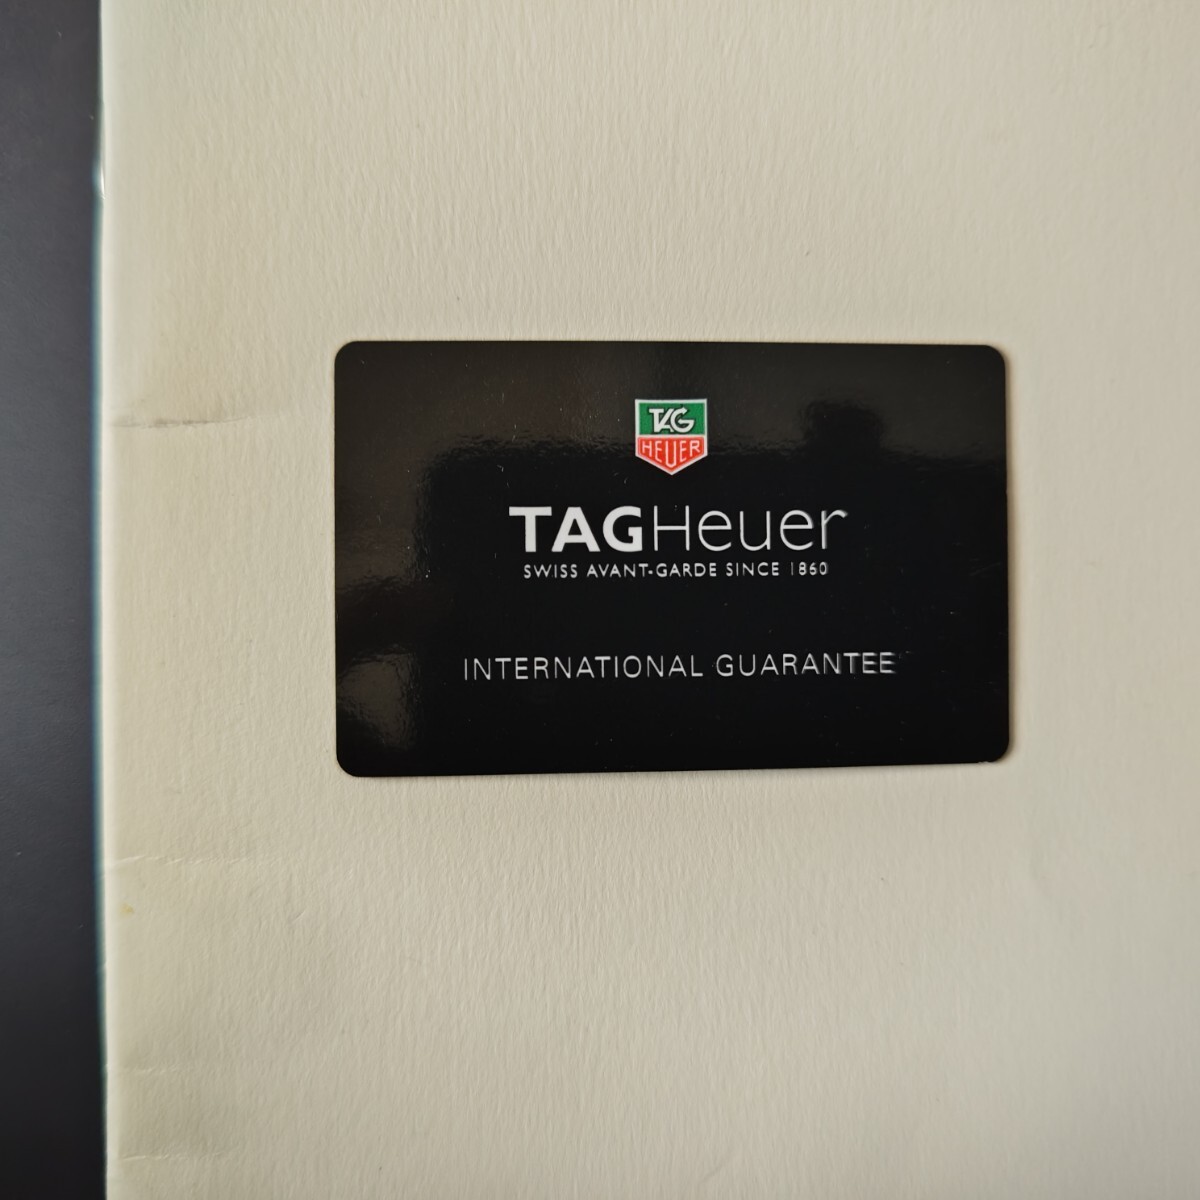 TAG
HEUER
TAGHeuer
SWISS AVANT-GARDE SINCE 1860
INTERNATIONAL GUARANTEE